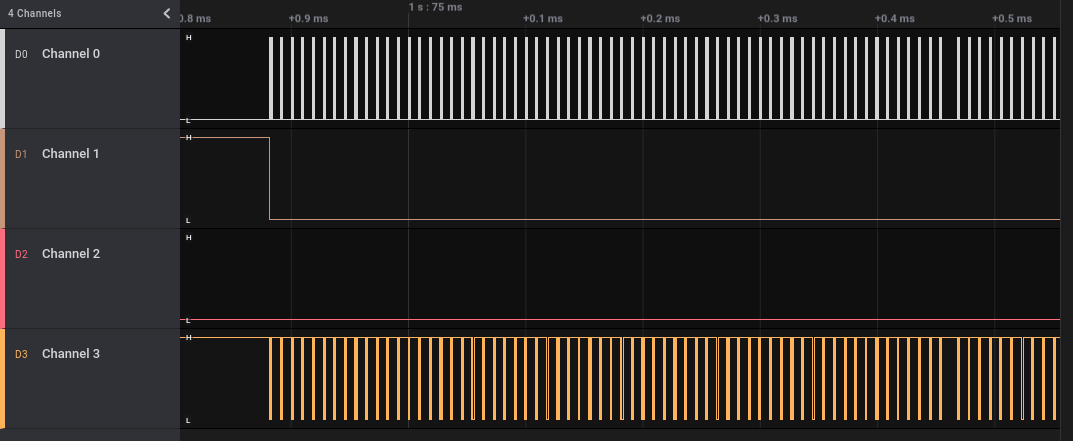 4 Channels
0.8 ms
+0.9 ms
1 s : 75 ms
+0.1 ms
+0.2 ms
+0.3 ms
+0.4 ms
+0.5 ms
D0 Channel 0
H
L
D1 Channel 1
H
L
D2 Channel 2
H
L
D3 Channel 3
H
L